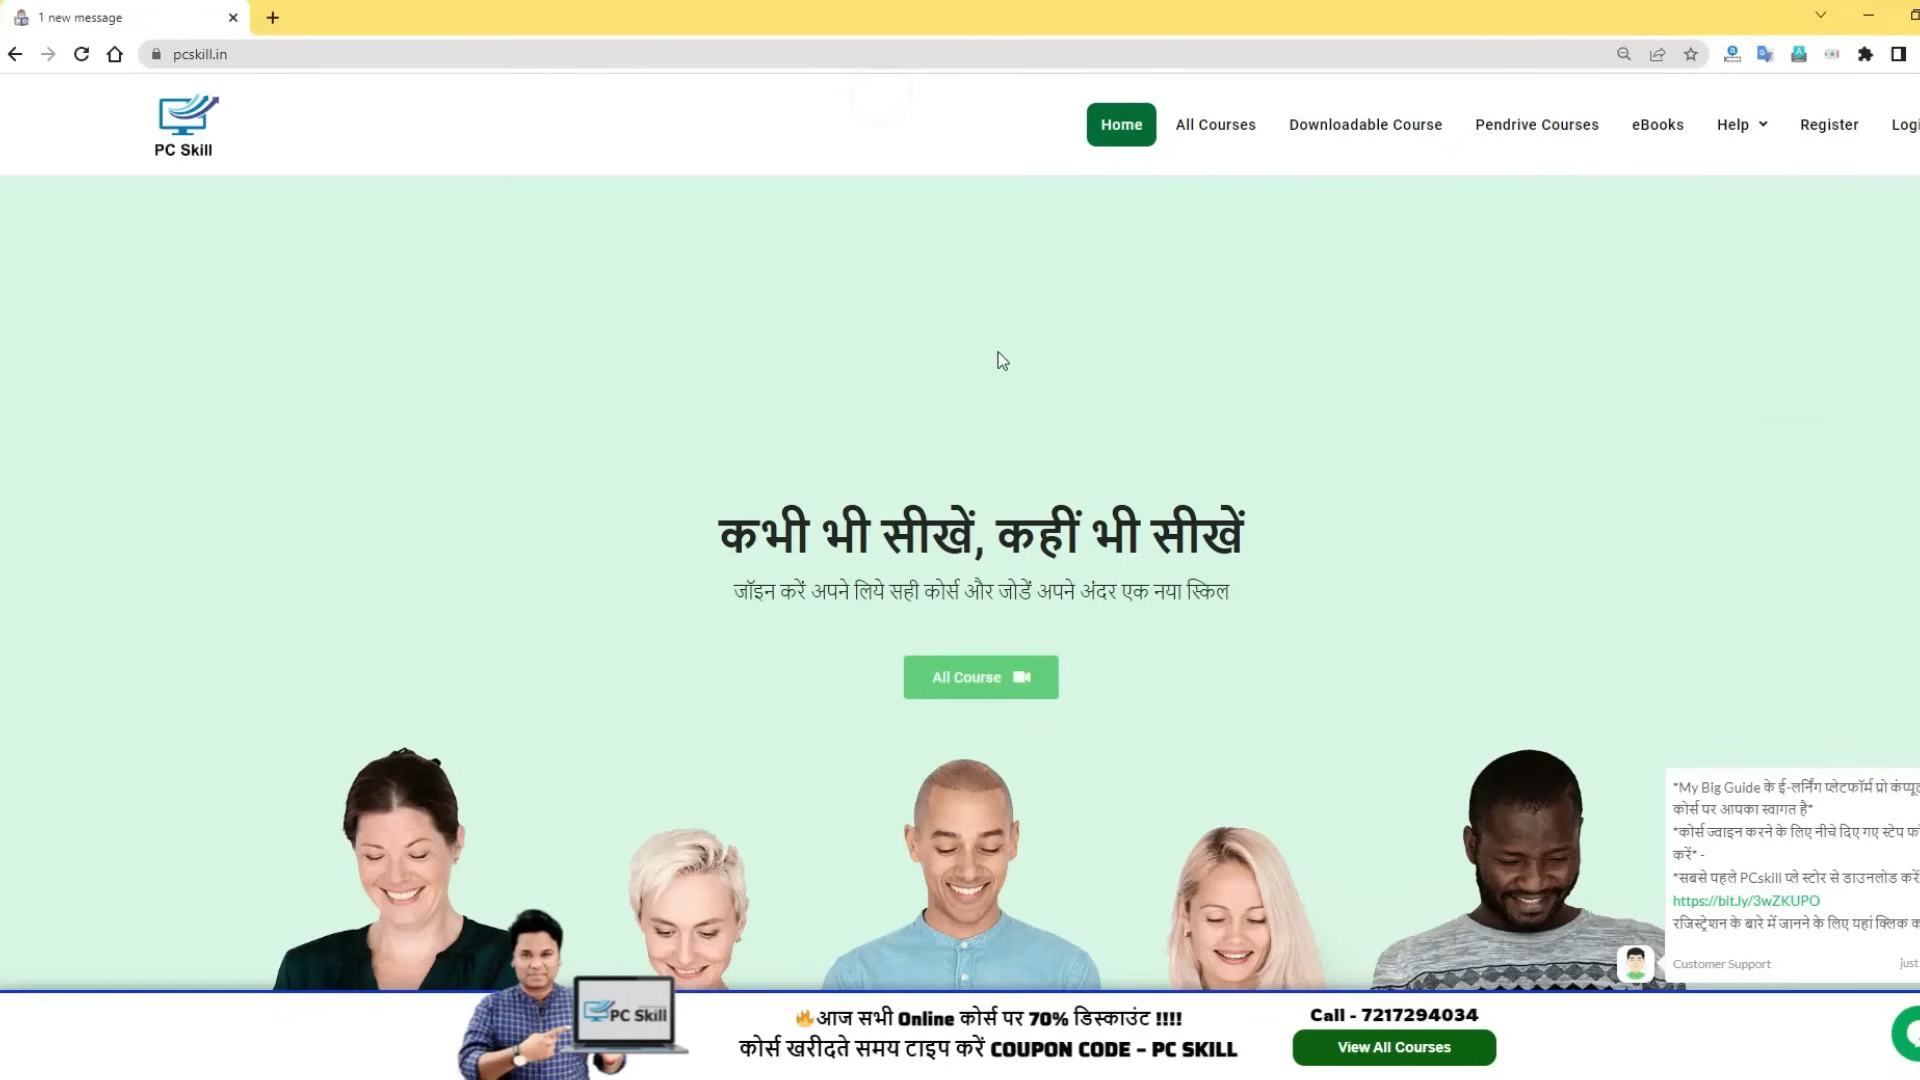 1 new message
pcskill.in
PC Skill
Home
All Courses
Downloadable Course
Pendrive Courses
eBooks
Help
Register
कभी भी सीखें, कहीं भी सीखें
जॉइन करें अपने लिये सही कोर्स और जोडें अपने अंदर एक नया स्किल
All Course
*My Big Guide के ई-लर्निंग प्लेटफॉर्म प्रो
कोर्स पर आपका स्वागत है*
*कोर्स ज्वाइन करने के लिए नीचे दिए गए स्टेप
करें* -
*सबसे पहले PCskill प्ले स्टोर से डाउनलोड करें
https://bit.ly/3wZKUPO
रजिस्ट्रेशन के बारे में जानने के लिए यहां क्लिक
Customer Support
just
PC Skill
🔥आज सभी Online कोर्स पर 70% डिस्काउंट !!!!
कोर्स खरीदते समय टाइप करें COUPON CODE – PC SKILL
Call - 7217294034
View All Courses